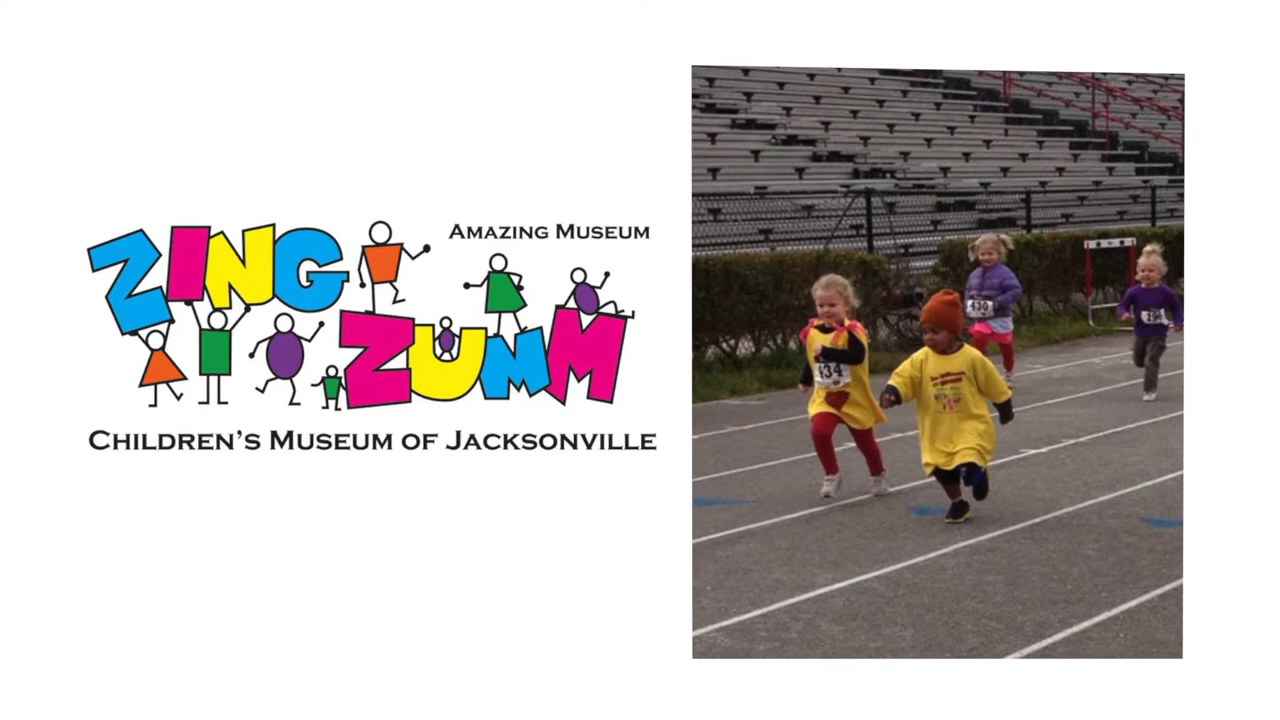 ZING
AMAZING MUSEUM
ZUMM
CHILDREN'S MUSEUM OF JACKSONVILLE
434
430